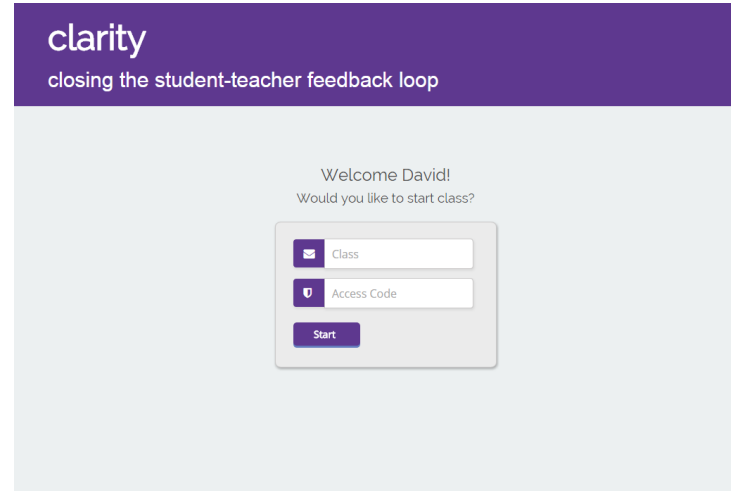 clarity
closing the student-teacher feedback loop
Welcome David!
Would you like to start class?
Class
Access Code
Start